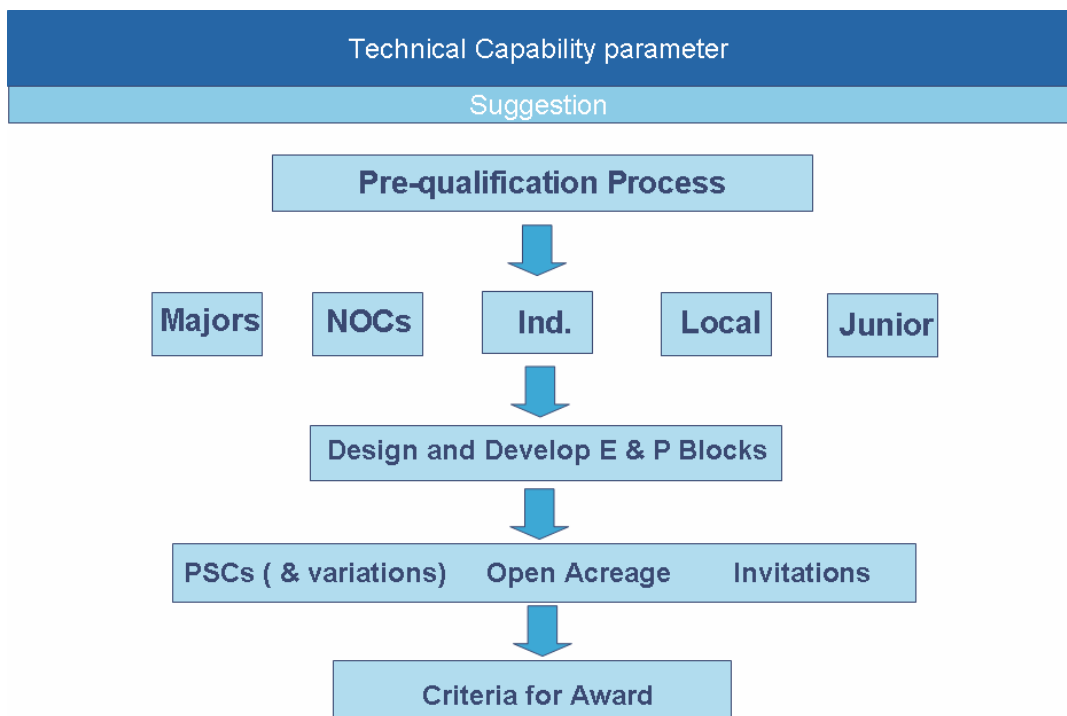 Technical Capability parameter
Suggestion
Pre-qualification Process
Majors NOCs Ind. Local Junior
Design and Develop E & P Blocks
PSCs ( & variations) Open Acreage Invitations
Criteria for Award